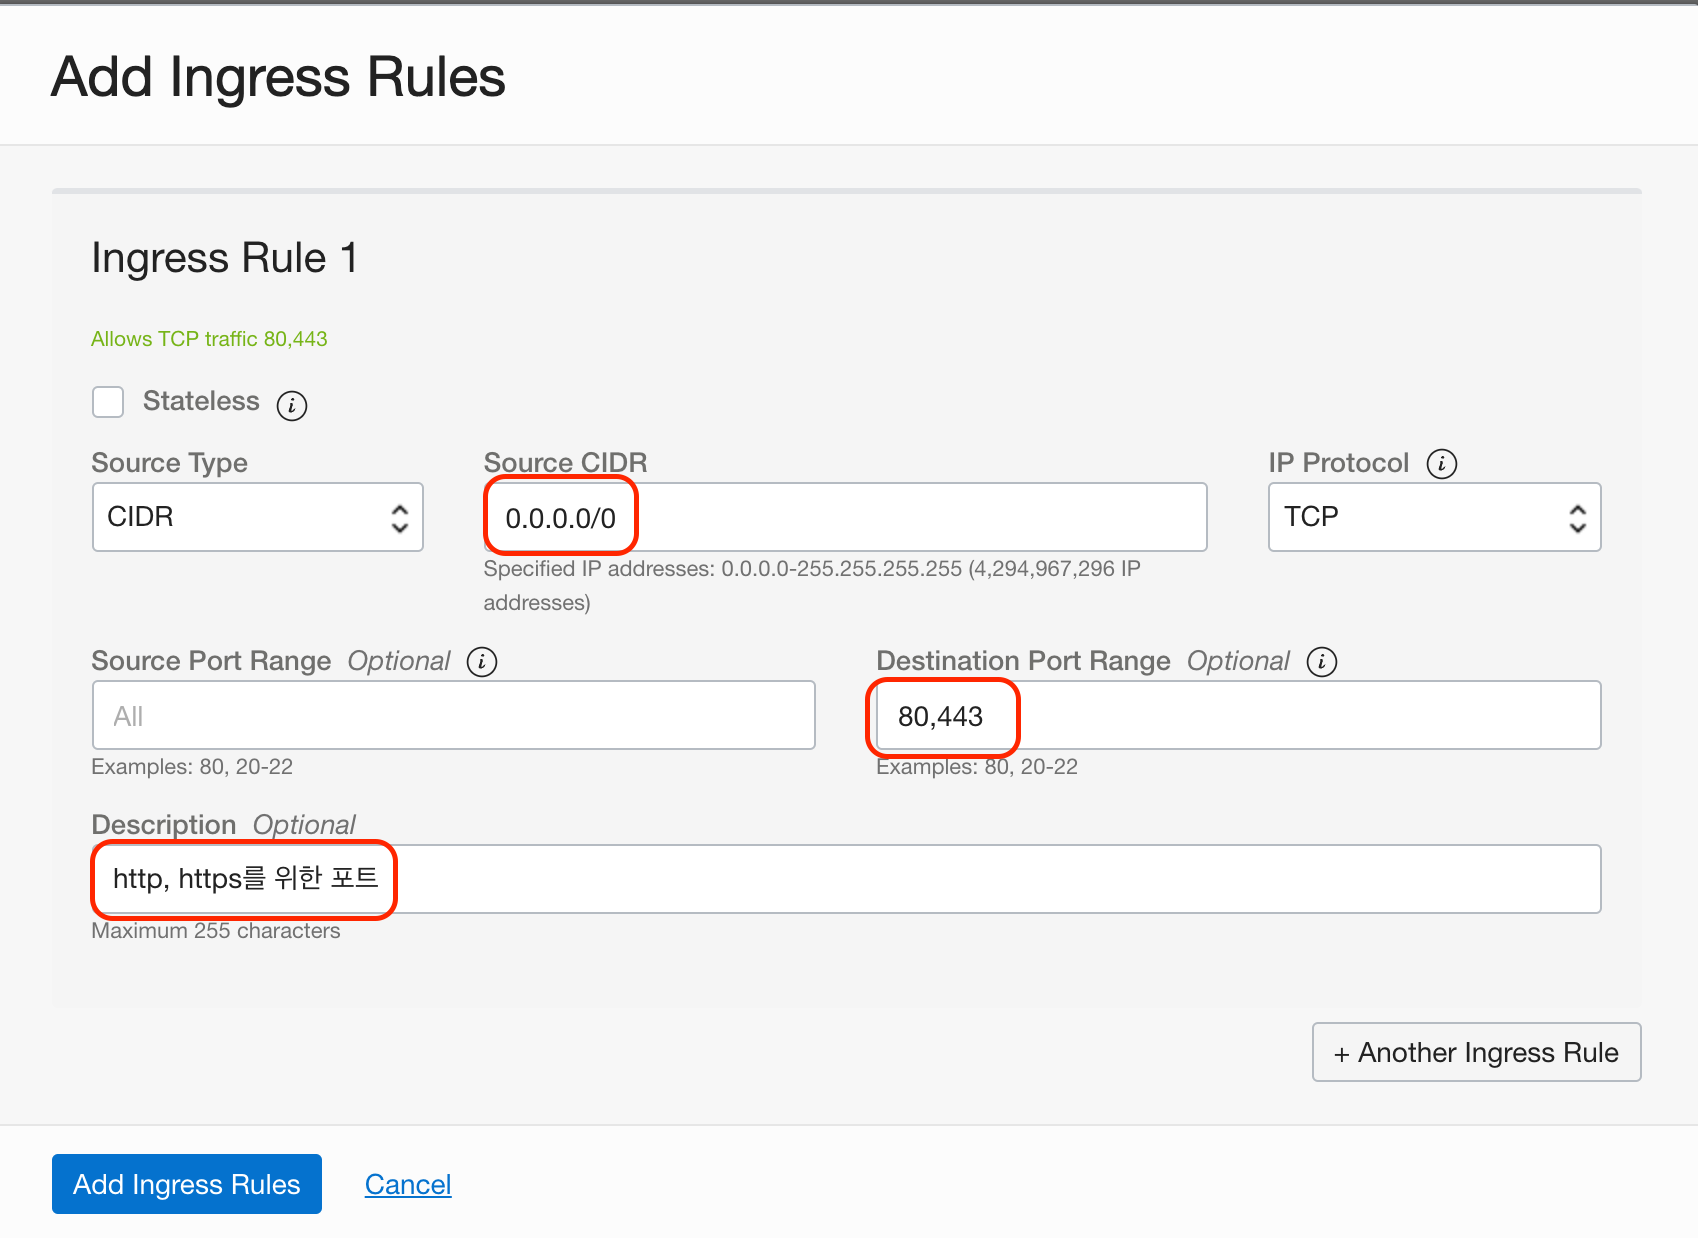 Add Ingress Rules
Ingress Rule 1
Allows TCP traffic 80,443
Stateless i
Source Type
CIDR
Source CIDR
0.0.0.0/0
Specified IP addresses: 0.0.0.0-255.255.255.255 (4,294,967,296 IP
addresses)
IP Protocol i
TCP
Source Port Range Optional i
All
Examples: 80, 20-22
Destination Port Range Optional i
80,443
Examples: 80, 20-22
Description Optional
http, https를 위한 포트
Maximum 255 characters
+ Another Ingress Rule
Add Ingress Rules
Cancel